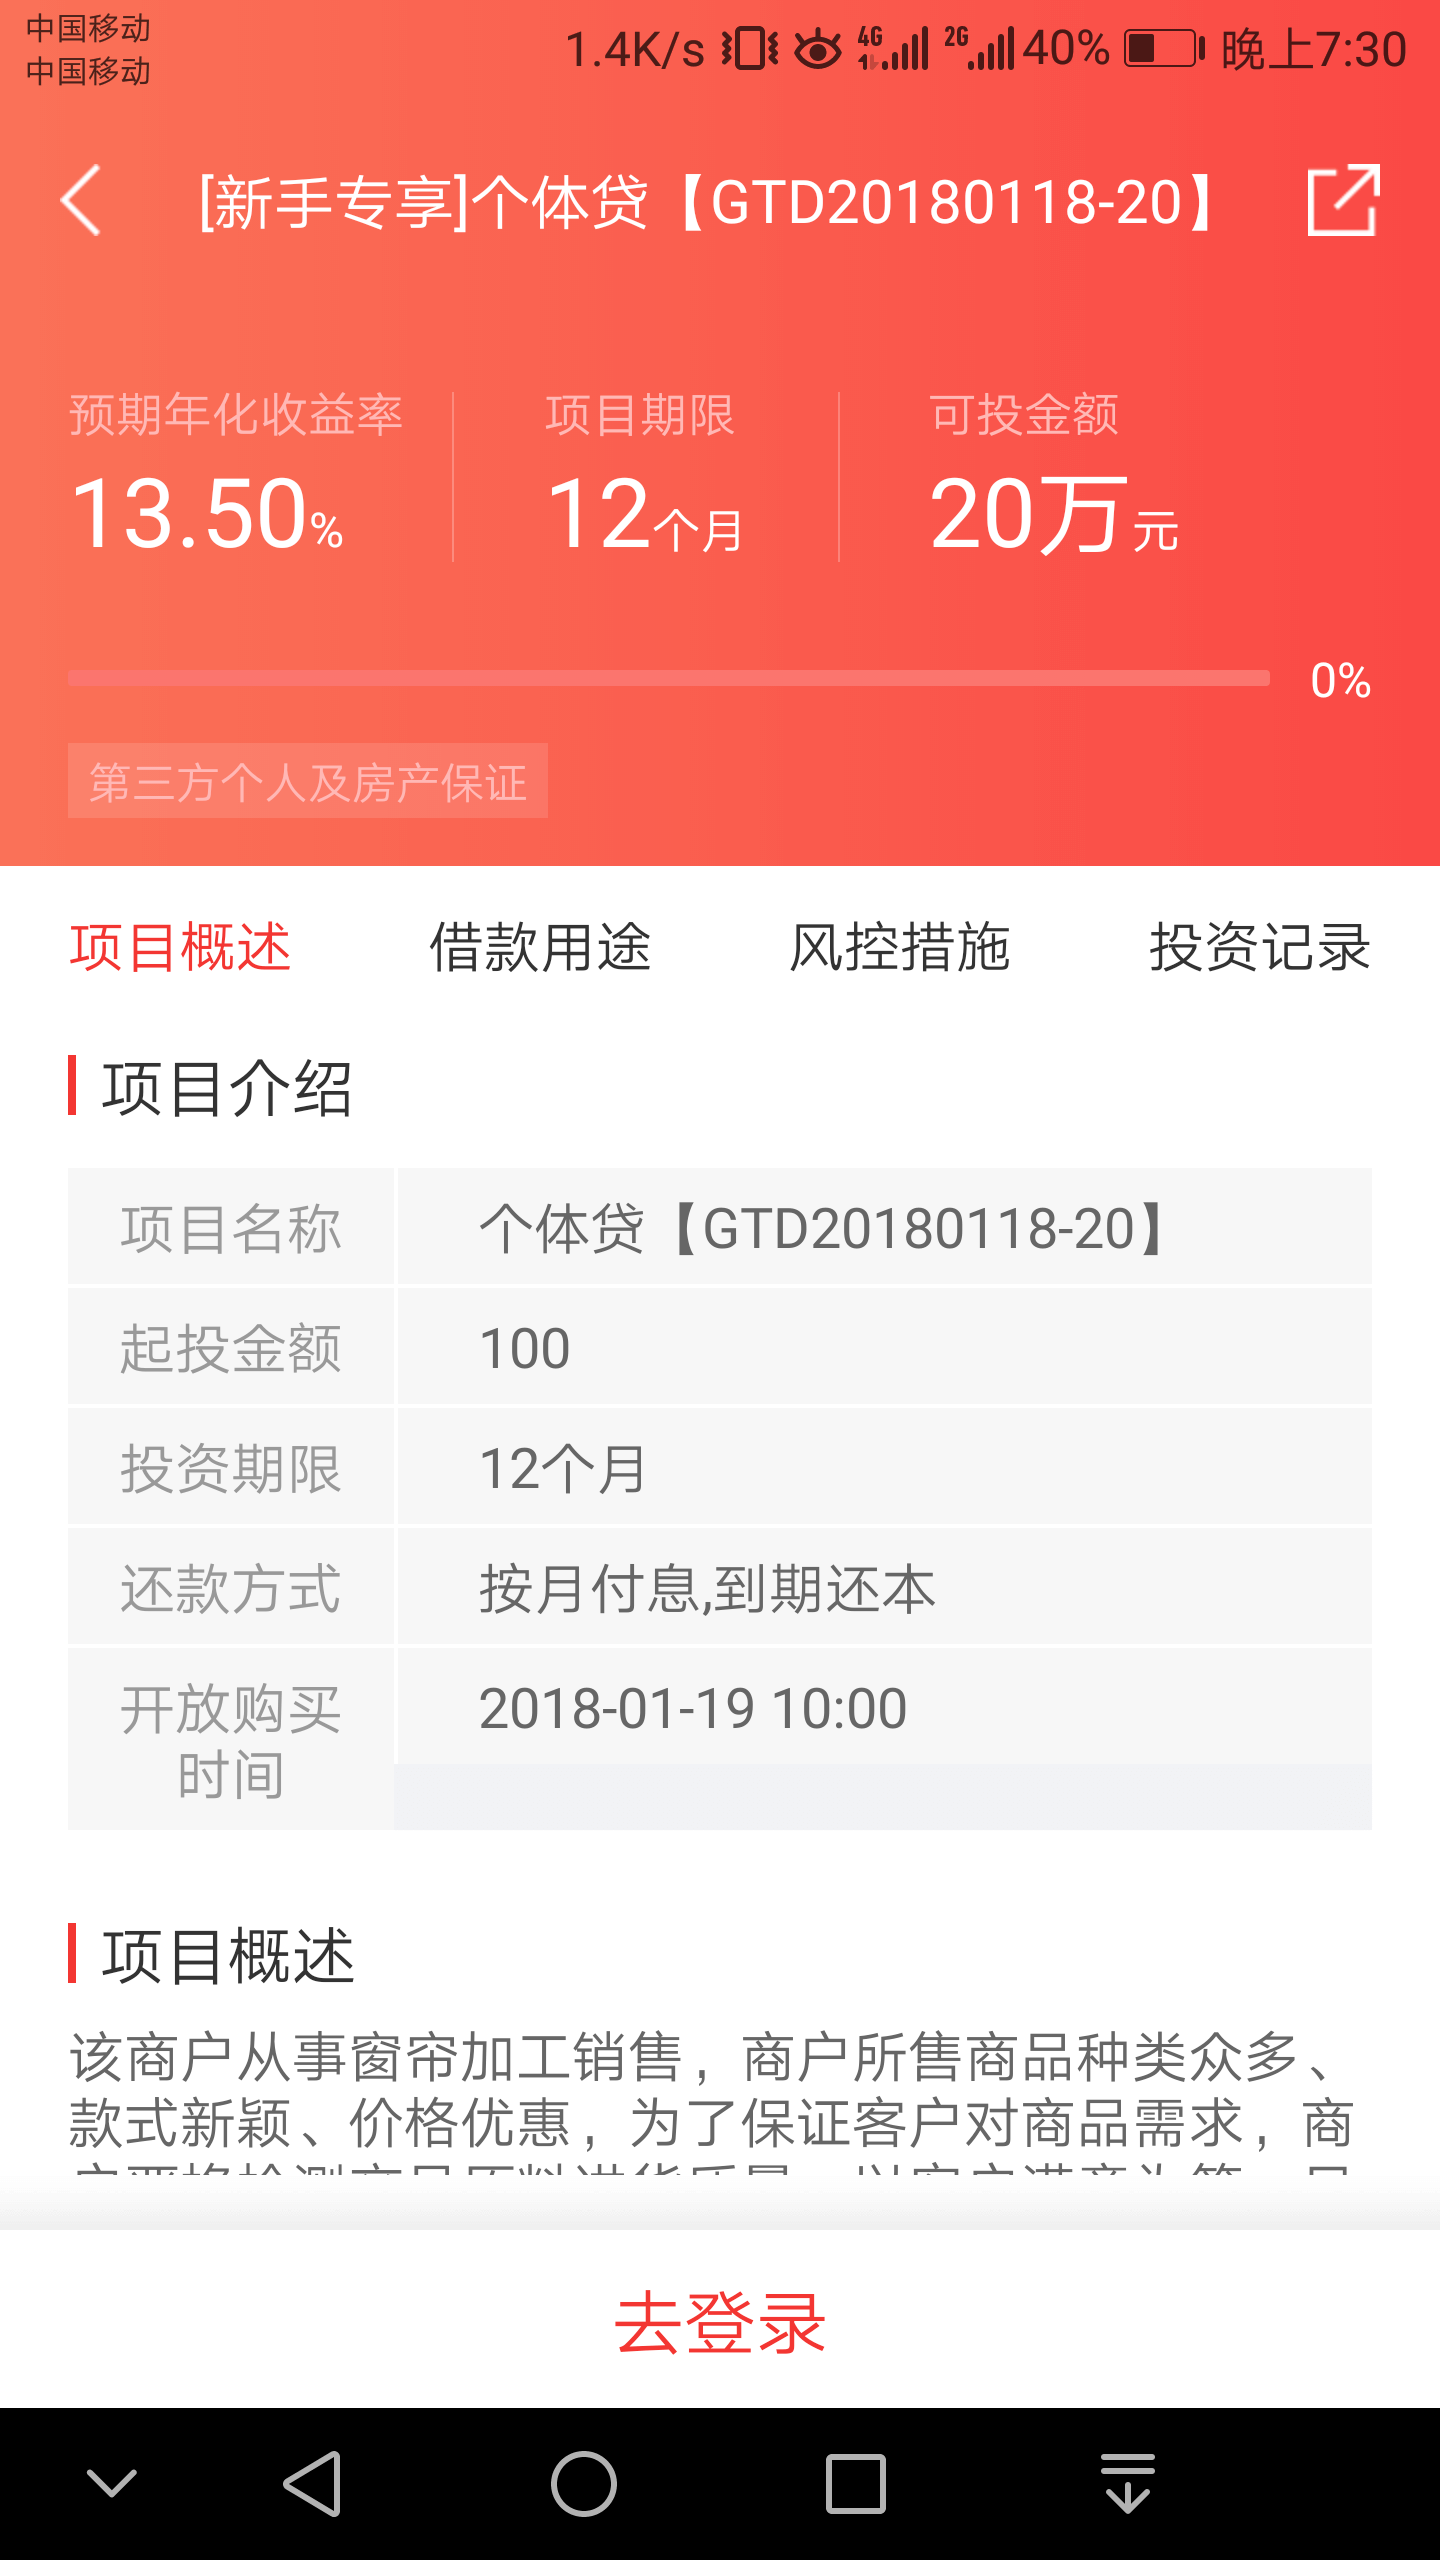 中国移动
中国移动
1.4K/s 4G 2G 40% 晚上7:30
[新手专享]个体贷【GTD20180118-20】
预期年化收益率 项目期限 可投金额
13.50% 12个月 20万元
0%
第三方个人及房产保证
项目概述 借款用途 风控措施 投资记录
项目介绍
项目名称 个体贷【GTD20180118-20】
起投金额 100
投资期限 12个月
还款方式 按月付息,到期还本
开放购买 2018-01-19 10:00
时间
项目概述
该商户从事窗帘加工销售，商户所售商品种类众多、
款式新颖、价格优惠，为了保证客户对商品需求，商
去登录